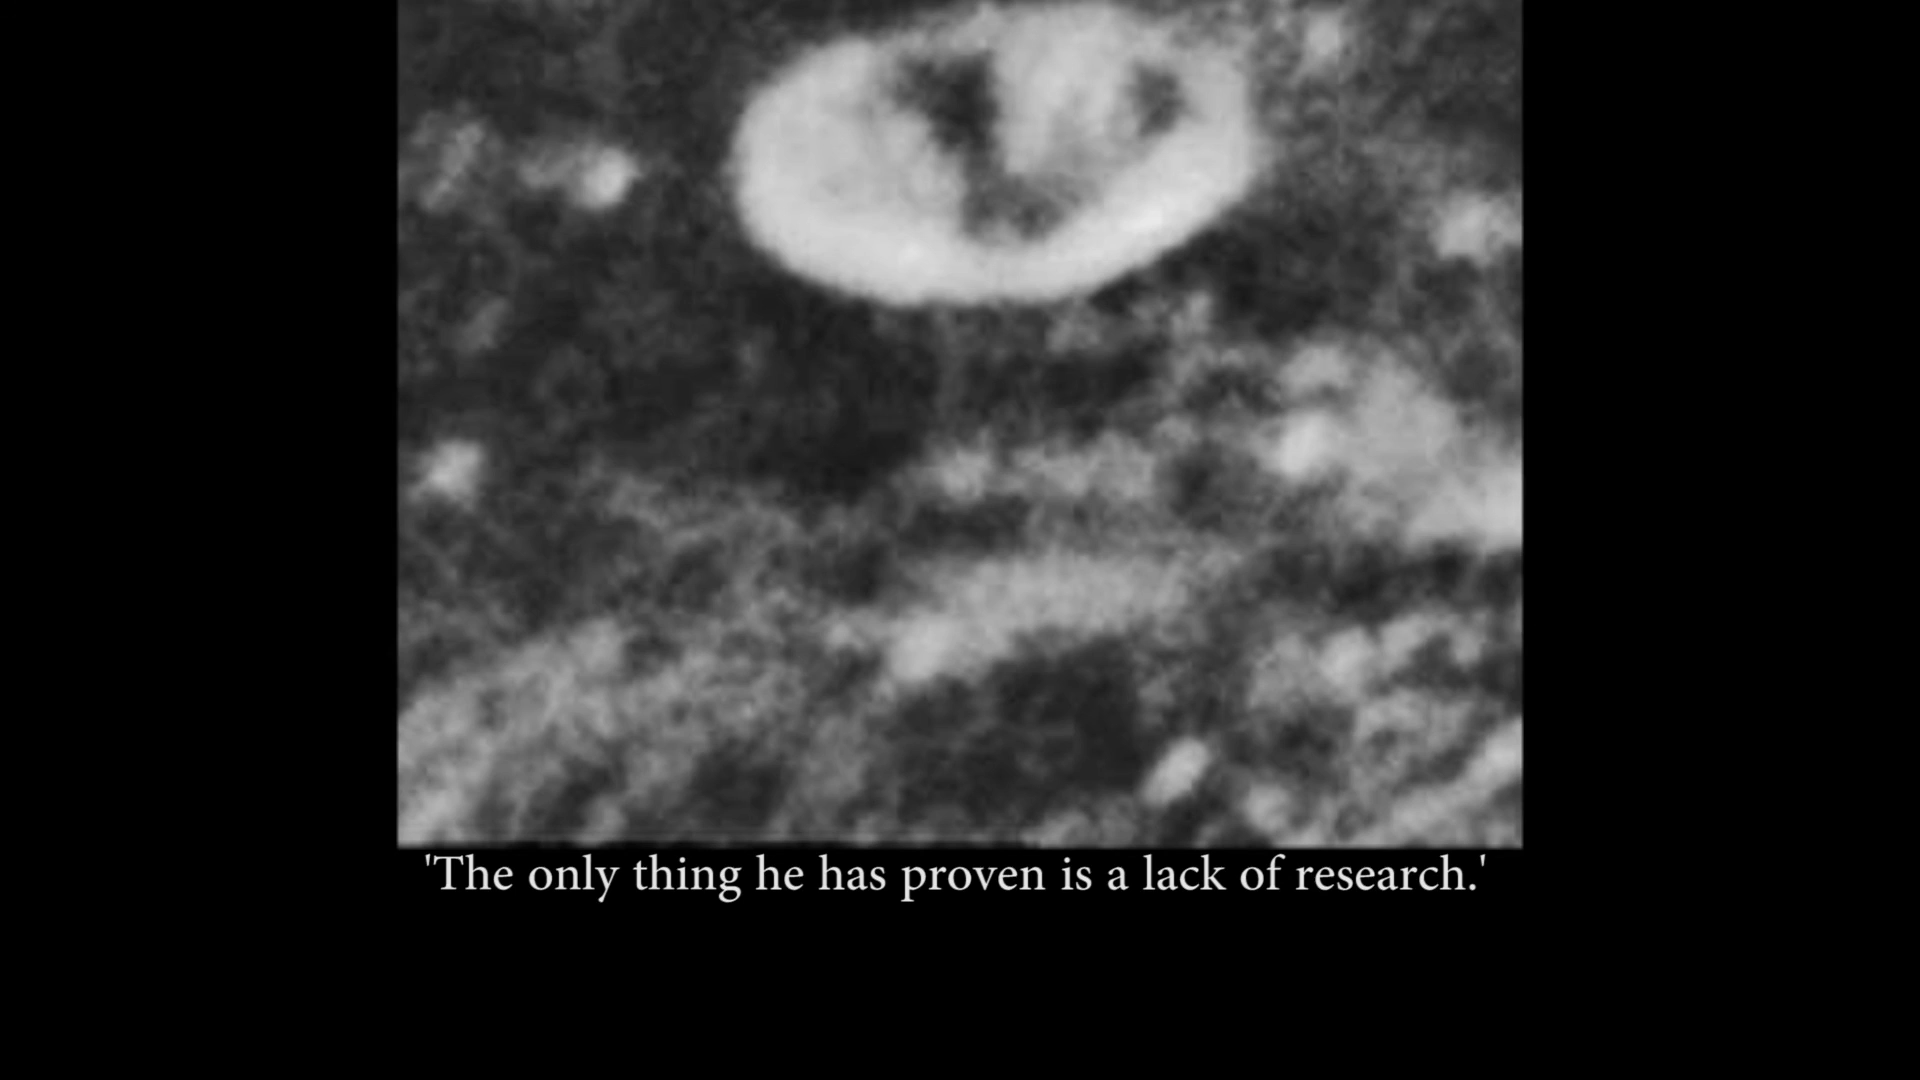 'The only thing he has proven is a lack of research.'